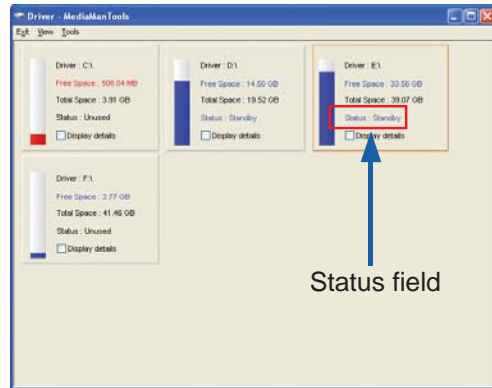 Driver - MediaManTools
Exit View Tools
Driver : C:\
Free Space : 508.04 MB
Total Space : 3.91 GB
Status : Unused
Display details
Driver : D:\
Free Space : 14.50 GB
Total Space : 19.52 GB
Status : Standby
Display details
Driver : E:\
Free Space : 33.56 GB
Total Space : 39.07 GB
Status : Standby
Display details
Driver : F:\
Free Space : 2.77 GB
Total Space : 41.46 GB
Status : Unused
Display details
Status field